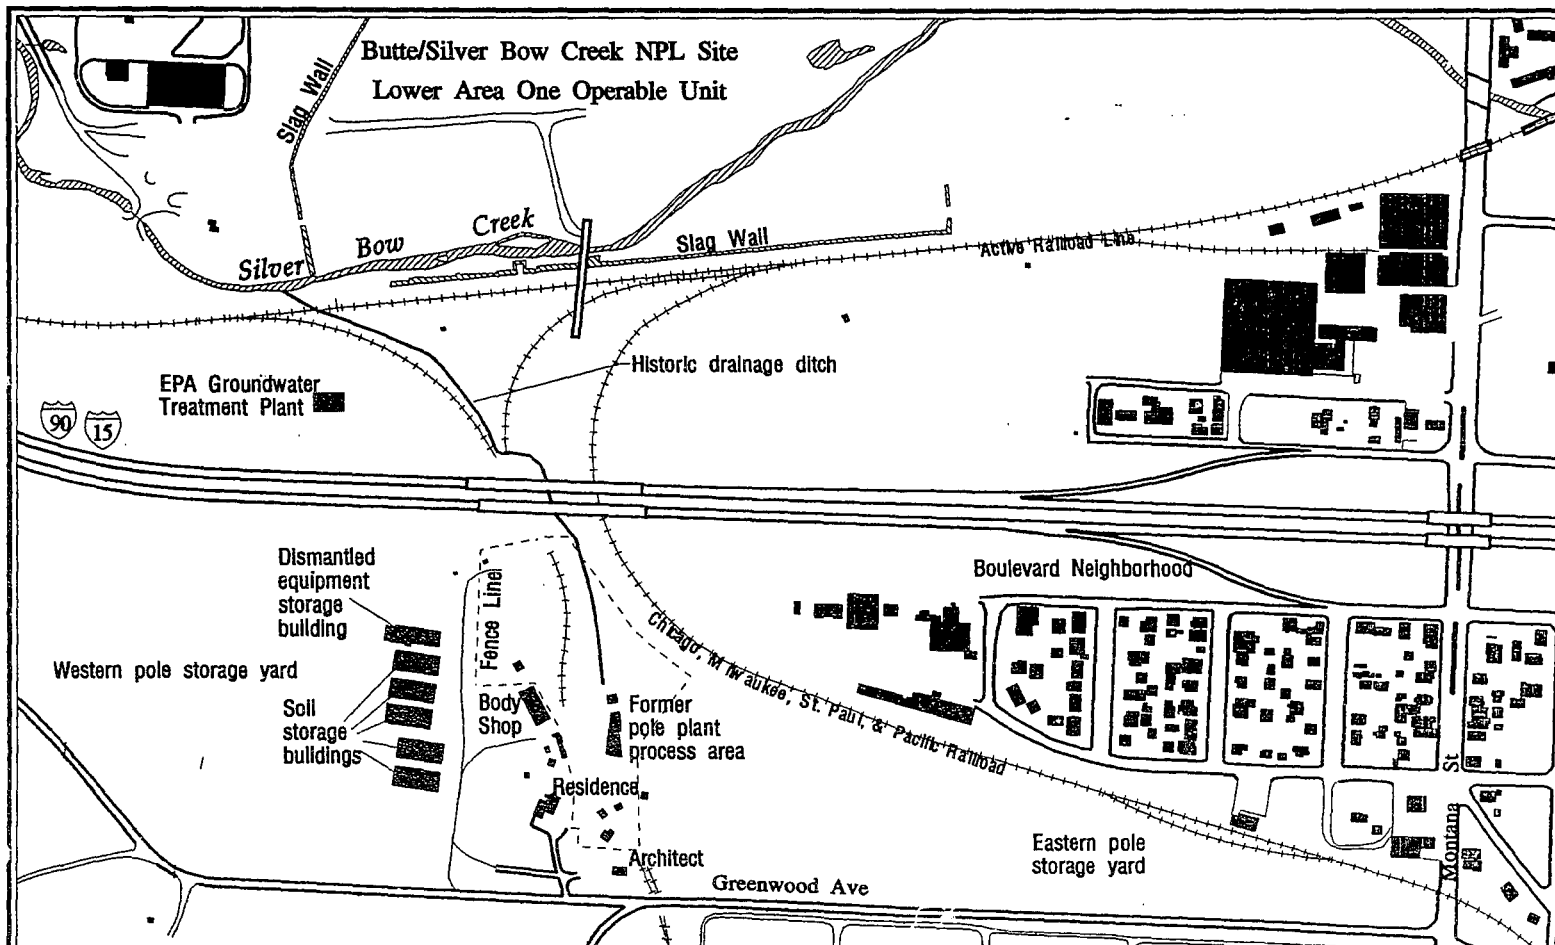 Butte/Silver Bow Creek NPL Site
Lower Area One Operable Unit
Slag Wall
Silver Bow Creek
Slag Wall
Active Railroad Line
Historic drainage ditch
EPA Groundwater
Treatment Plant
90
15
Dismantled
equipment
storage
building
Fence Line
Boulevard Neighborhood
Western pole storage yard
Chicago, Milwaukee, St. Paul, & Pacific Railroad
Soil
storage
buildings
Body
Shop
Former
pole plant
process area
Residence
Architect
Eastern pole
storage yard
Greenwood Ave
Montana St